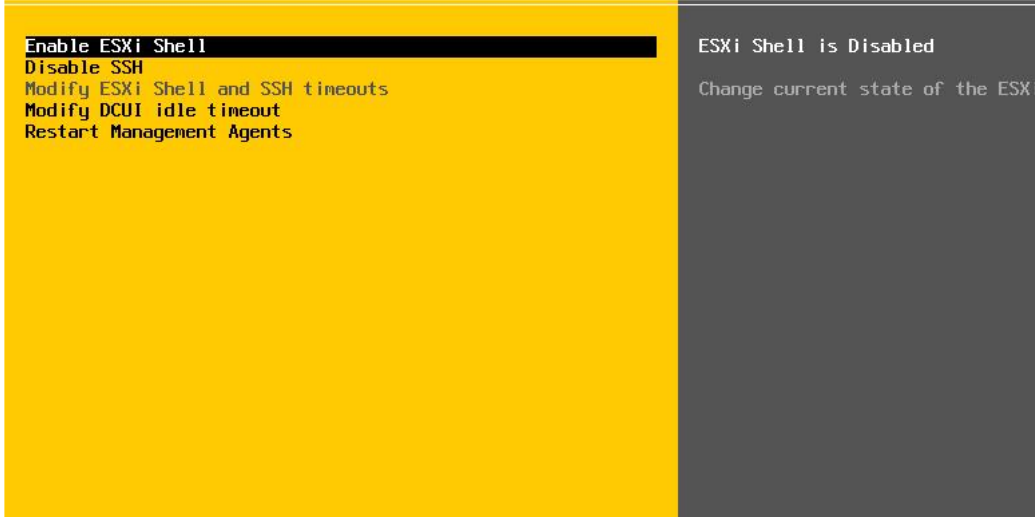 Enable ESXi Shell
Disable SSH
Modify ESXi Shell and SSH timeouts
Modify DCUI idle timeout
Restart Management Agents
ESXi Shell is Disabled
Change current state of the ESX